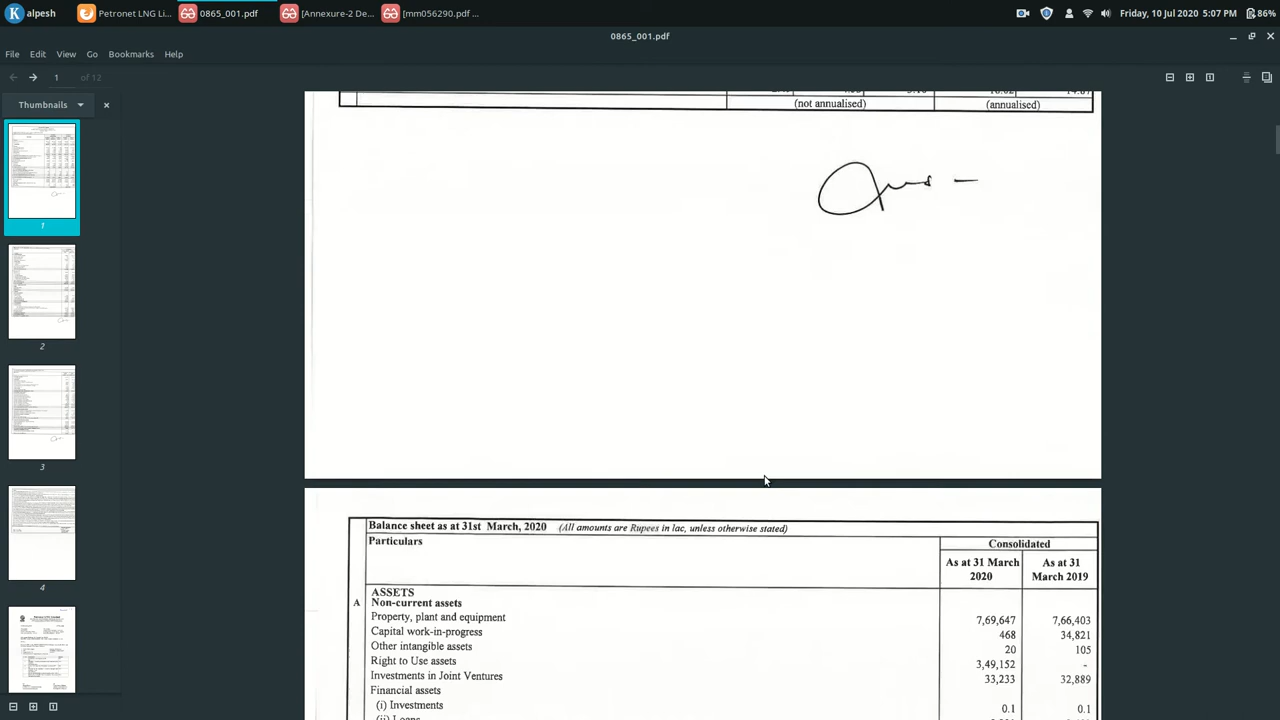 alpesh
Petronet LNG Li...
0865_001.pdf
[Annexure-2 De...
[mm056290.pdf ...
Friday, 10 Jul 2020 5:07 PM
86%
0865_001.pdf
File Edit View Go Bookmarks Help
1 of 12
Thumbnails
1
2
3
4
(not annualised) (annualised)
Balance sheet as at 31st March, 2020 (All amounts are Rupees in lac, unless otherwise stated)
Particulars Consolidated
As at 31 March 2020 As at 31 March 2019
ASSETS
A Non-current assets
Property, plant and equipment 7,69,647 7,66,403
Capital work-in-progress 468 34,821
Other intangible assets 20 105
Right to Use assets 3,49,152 -
Investments in Joint Ventures 33,233 32,889
Financial assets
(i) Investments 0.1 0.1
(ii) Loans